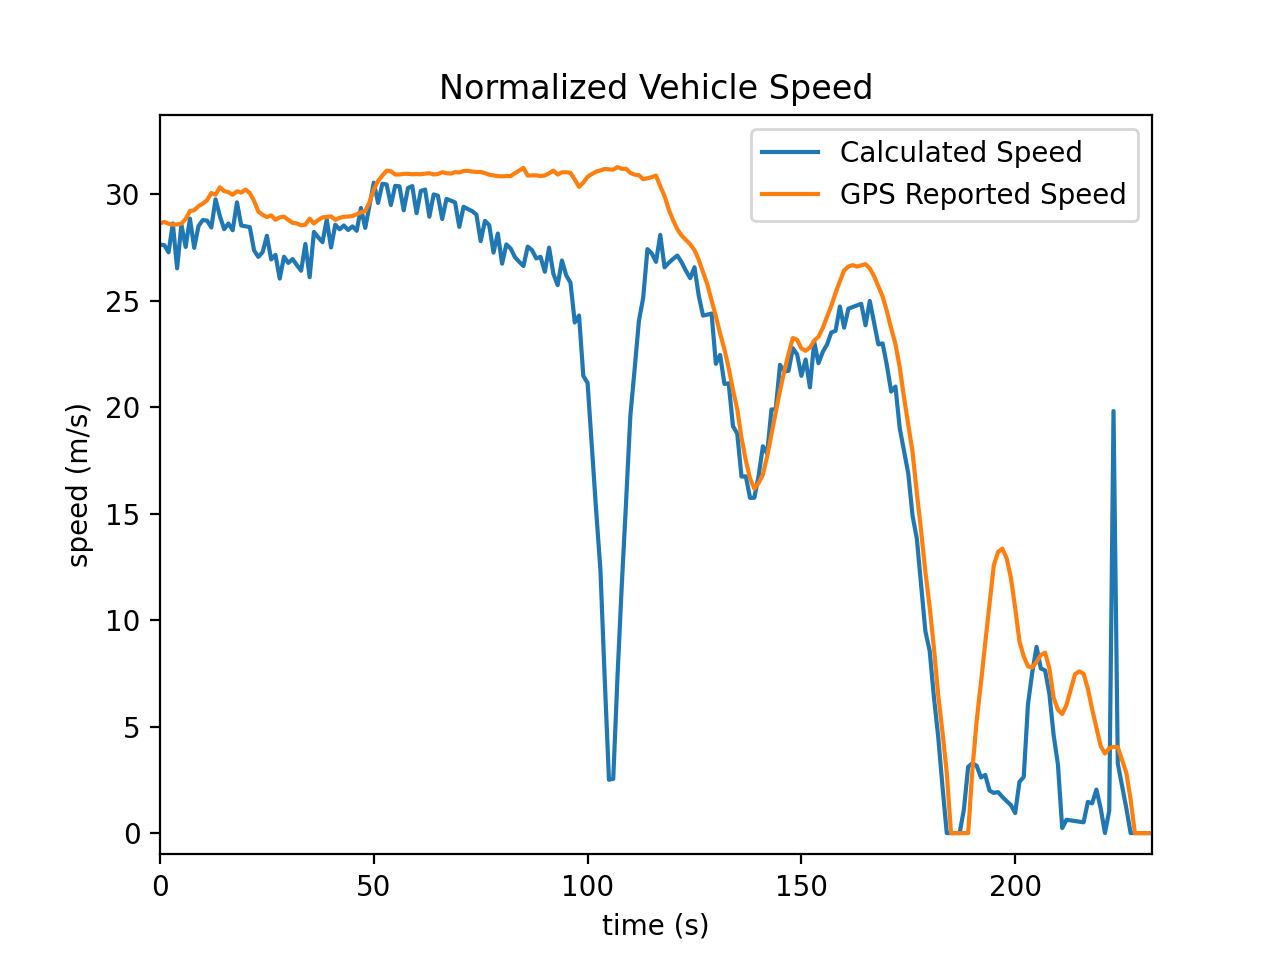 Normalized Vehicle Speed
Calculated Speed
GPS Reported Speed
speed (m/s)
30
25
20
15
10
5
0
0 50 100 150 200
time (s)